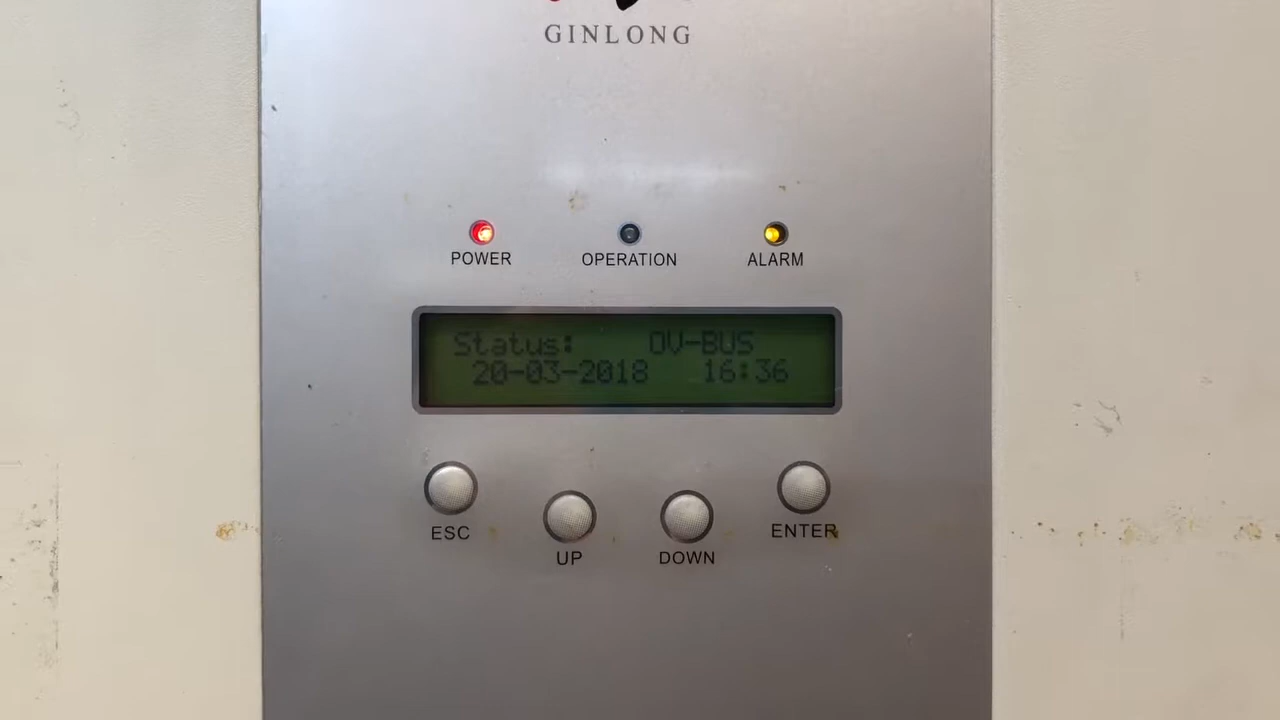 GINLONG
POWER OPERATION ALARM
Status: OV-BUS
20-03-2018 16:36
ESC UP DOWN ENTER